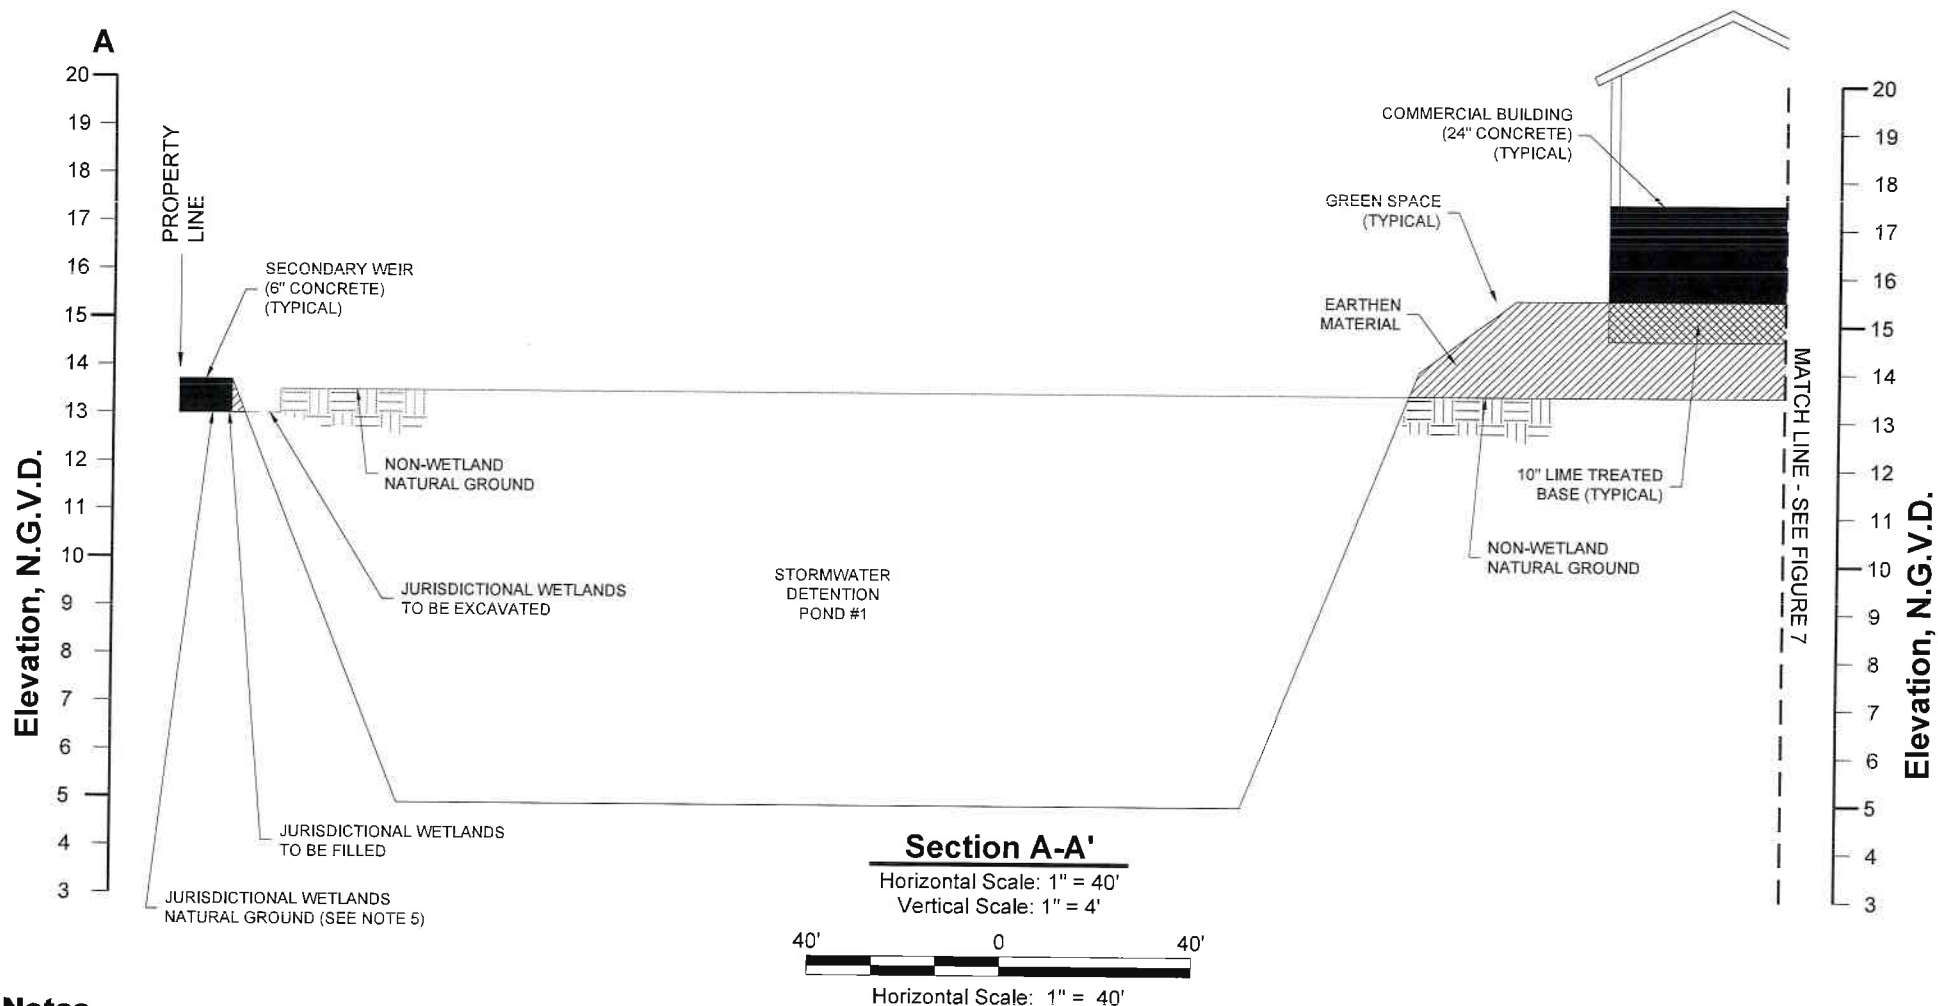 A
20
19
18
17
16
15
14
13
12
11
10
9
8
7
6
5
4
3
Elevation, N.G.V.D.
PROPERTY
LINE
SECONDARY WEIR
(6" CONCRETE)
(TYPICAL)
NON-WETLAND
NATURAL GROUND
JURISDICTIONAL WETLANDS
TO BE EXCAVATED
JURISDICTIONAL WETLANDS
TO BE FILLED
JURISDICTIONAL WETLANDS
NATURAL GROUND (SEE NOTE 5)
STORMWATER
DETENTION
POND #1
COMMERCIAL BUILDING
(24" CONCRETE)
(TYPICAL)
GREEN SPACE
(TYPICAL)
EARTHEN
MATERIAL
10" LIME TREATED
BASE (TYPICAL)
NON-WETLAND
NATURAL GROUND
MATCH LINE - SEE FIGURE 7
20
19
18
17
16
15
14
13
12
11
10
9
8
7
6
5
4
3
Elevation, N.G.V.D.
Section A-A'
Horizontal Scale: 1" = 40'
Vertical Scale: 1" = 4'
40' 0 40'
Horizontal Scale: 1" = 40'
Notes